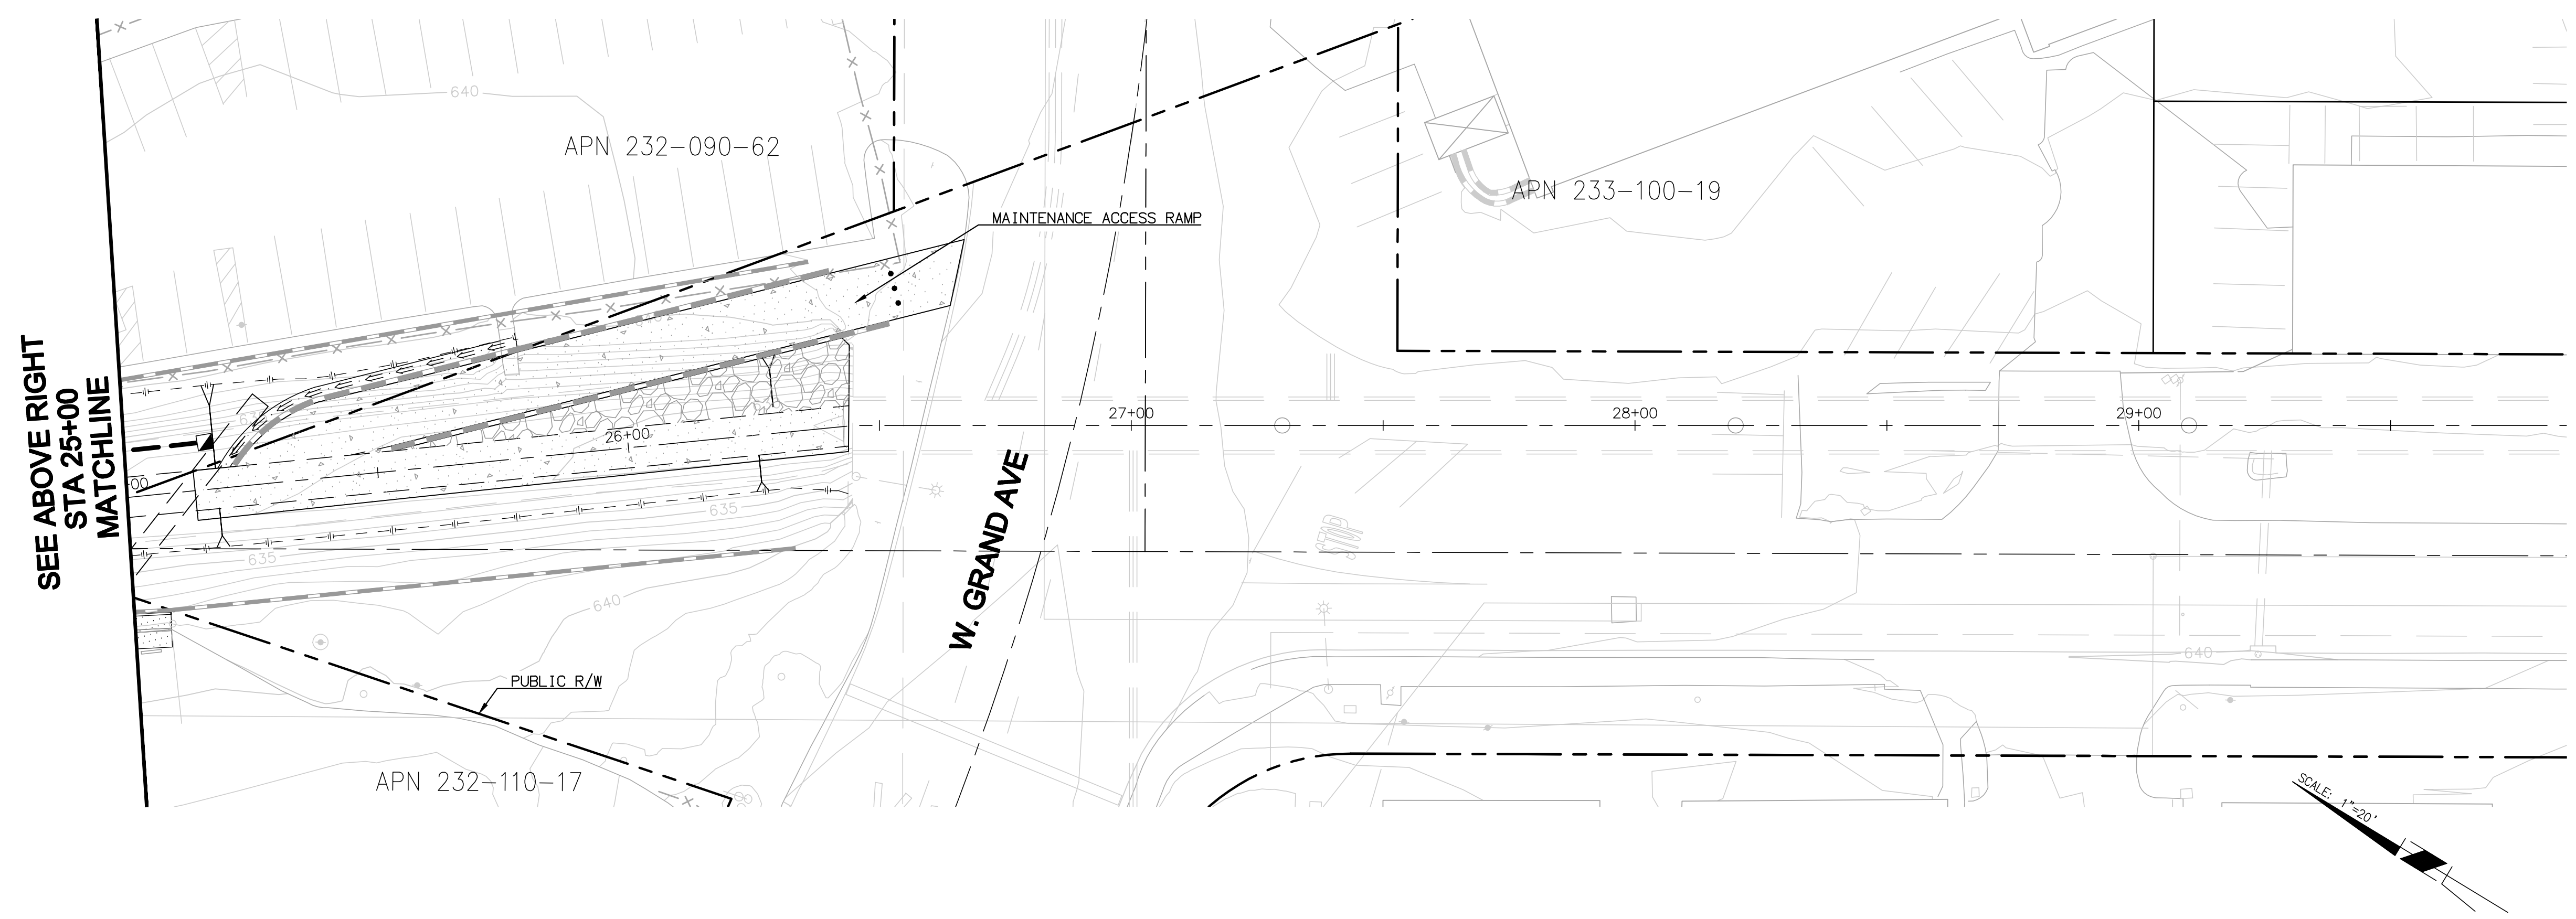 640
APN 232-090-62
APN 233-100-19
MAINTENANCE ACCESS RAMP
SEE ABOVE RIGHT
STA 25+00
MATCHLINE
26+00
27+00
28+00
29+00
00
W. GRAND AVE
635
635
640
640
PUBLIC R/W
APN 232-110-17
SCALE: 1"=20'